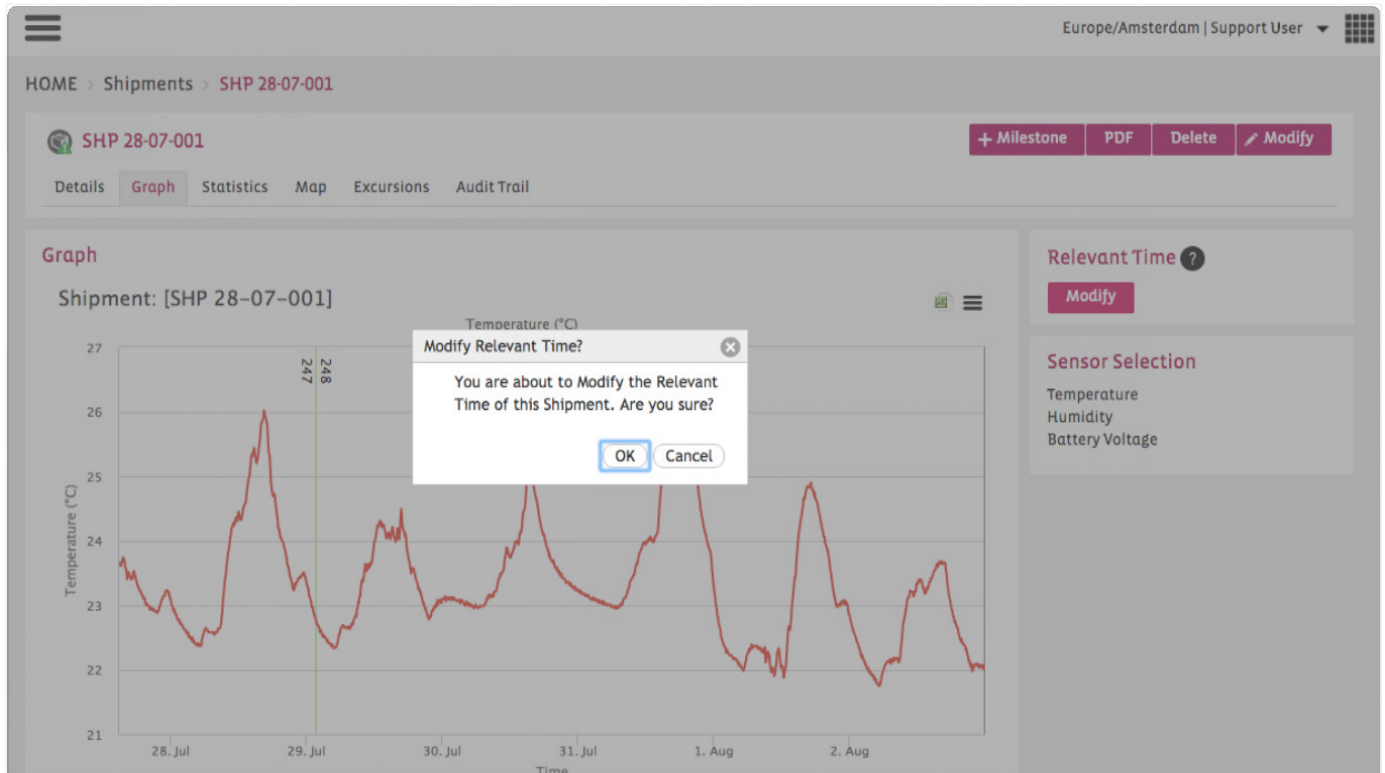 Europe/Amsterdam | Support User
HOME > Shipments > SHP 28-07-001
SHP 28-07-001
+ Milestone PDF Delete Modify
Details Graph Statistics Map Excursions Audit Trail
Graph
Shipment: [SHP 28-07-001]
Temperature (°C)
27
26
25
24
23
22
21
Temperature (°C)
247
248
28. Jul 29. Jul 30. Jul 31. Jul 1. Aug 2. Aug
Time
Modify Relevant Time?
You are about to Modify the Relevant
Time of this Shipment. Are you sure?
OK Cancel
Relevant Time ?
Modify
Sensor Selection
Temperature
Humidity
Battery Voltage